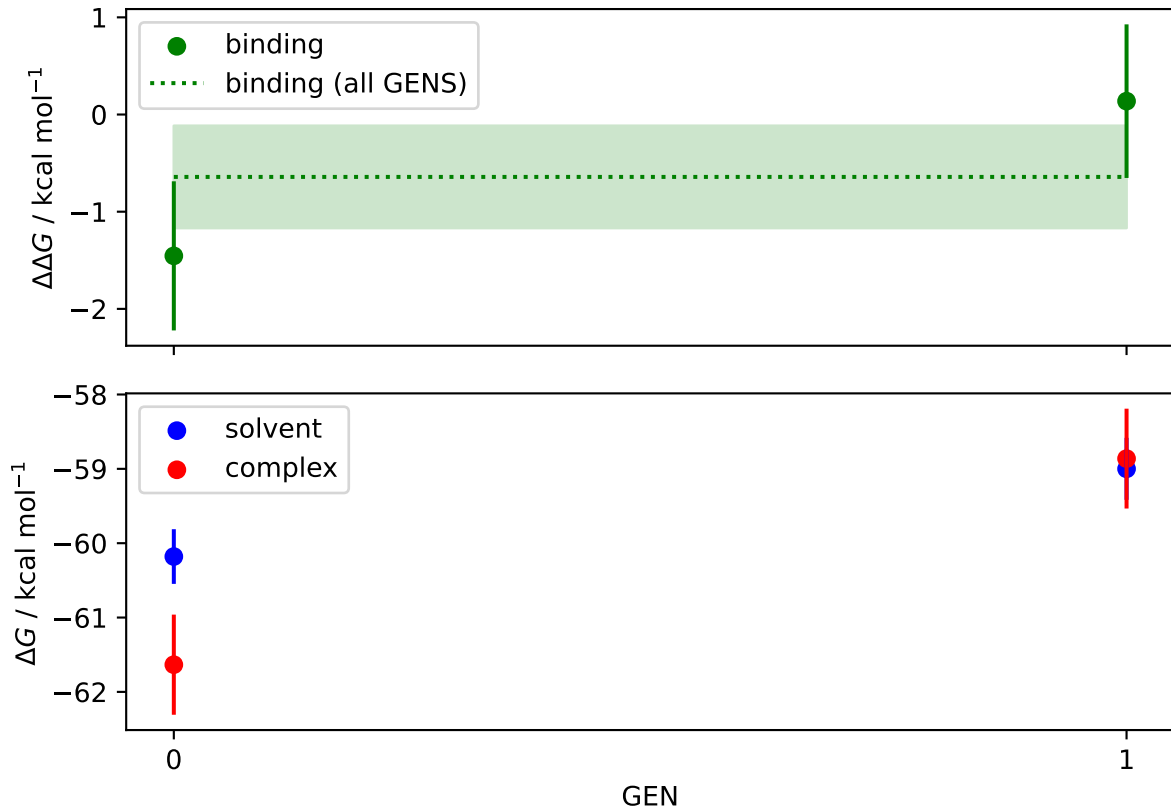 binding
binding (all GENS)
1
0
−1
−2
ΔΔG / kcal mol⁻¹
solvent
complex
−58
−59
−60
−61
−62
ΔG / kcal mol⁻¹
0
1
GEN